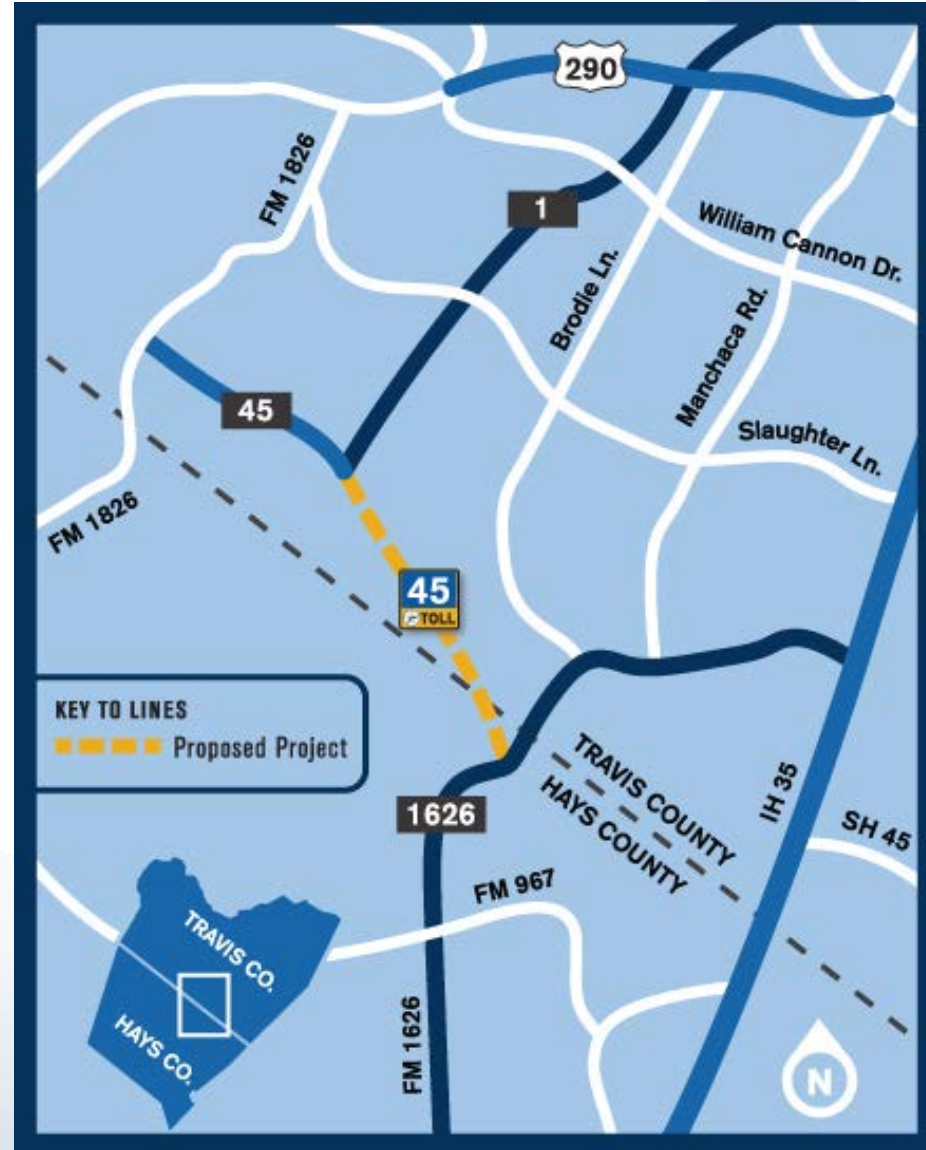 290
FM 1826
1
William Cannon Dr.
Brodie Ln.
Manchaca Rd.
45
Slaughter Ln.
FM 1826
45
TOLL
KEY TO LINES
Proposed Project
TRAVIS COUNTY
HAYS COUNTY
IH 35
1626
SH 45
FM 967
TRAVIS CO.
HAYS CO.
FM 1626
N